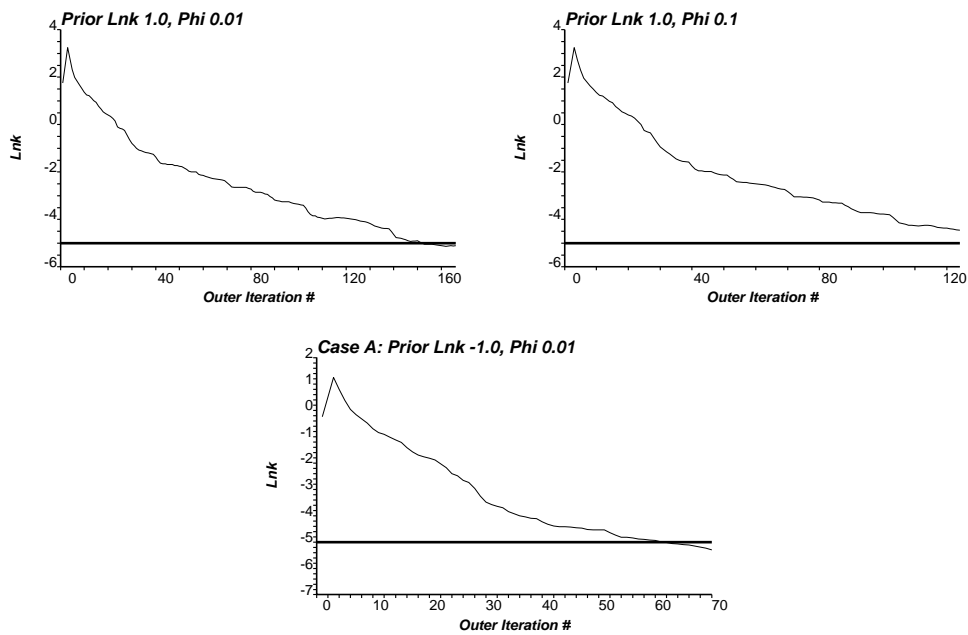 Prior Lnk 1.0, Phi 0.01
4
2
0
-2
-4
-6
Lnk
0 40 80 120 160
Outer Iteration #
Prior Lnk 1.0, Phi 0.1
4
2
0
-2
-4
-6
Lnk
0 40 80 120
Outer Iteration #
Case A: Prior Lnk -1.0, Phi 0.01
2
1
0
-1
-2
-3
-4
-5
-6
-7
Lnk
0 10 20 30 40 50 60 70
Outer Iteration #